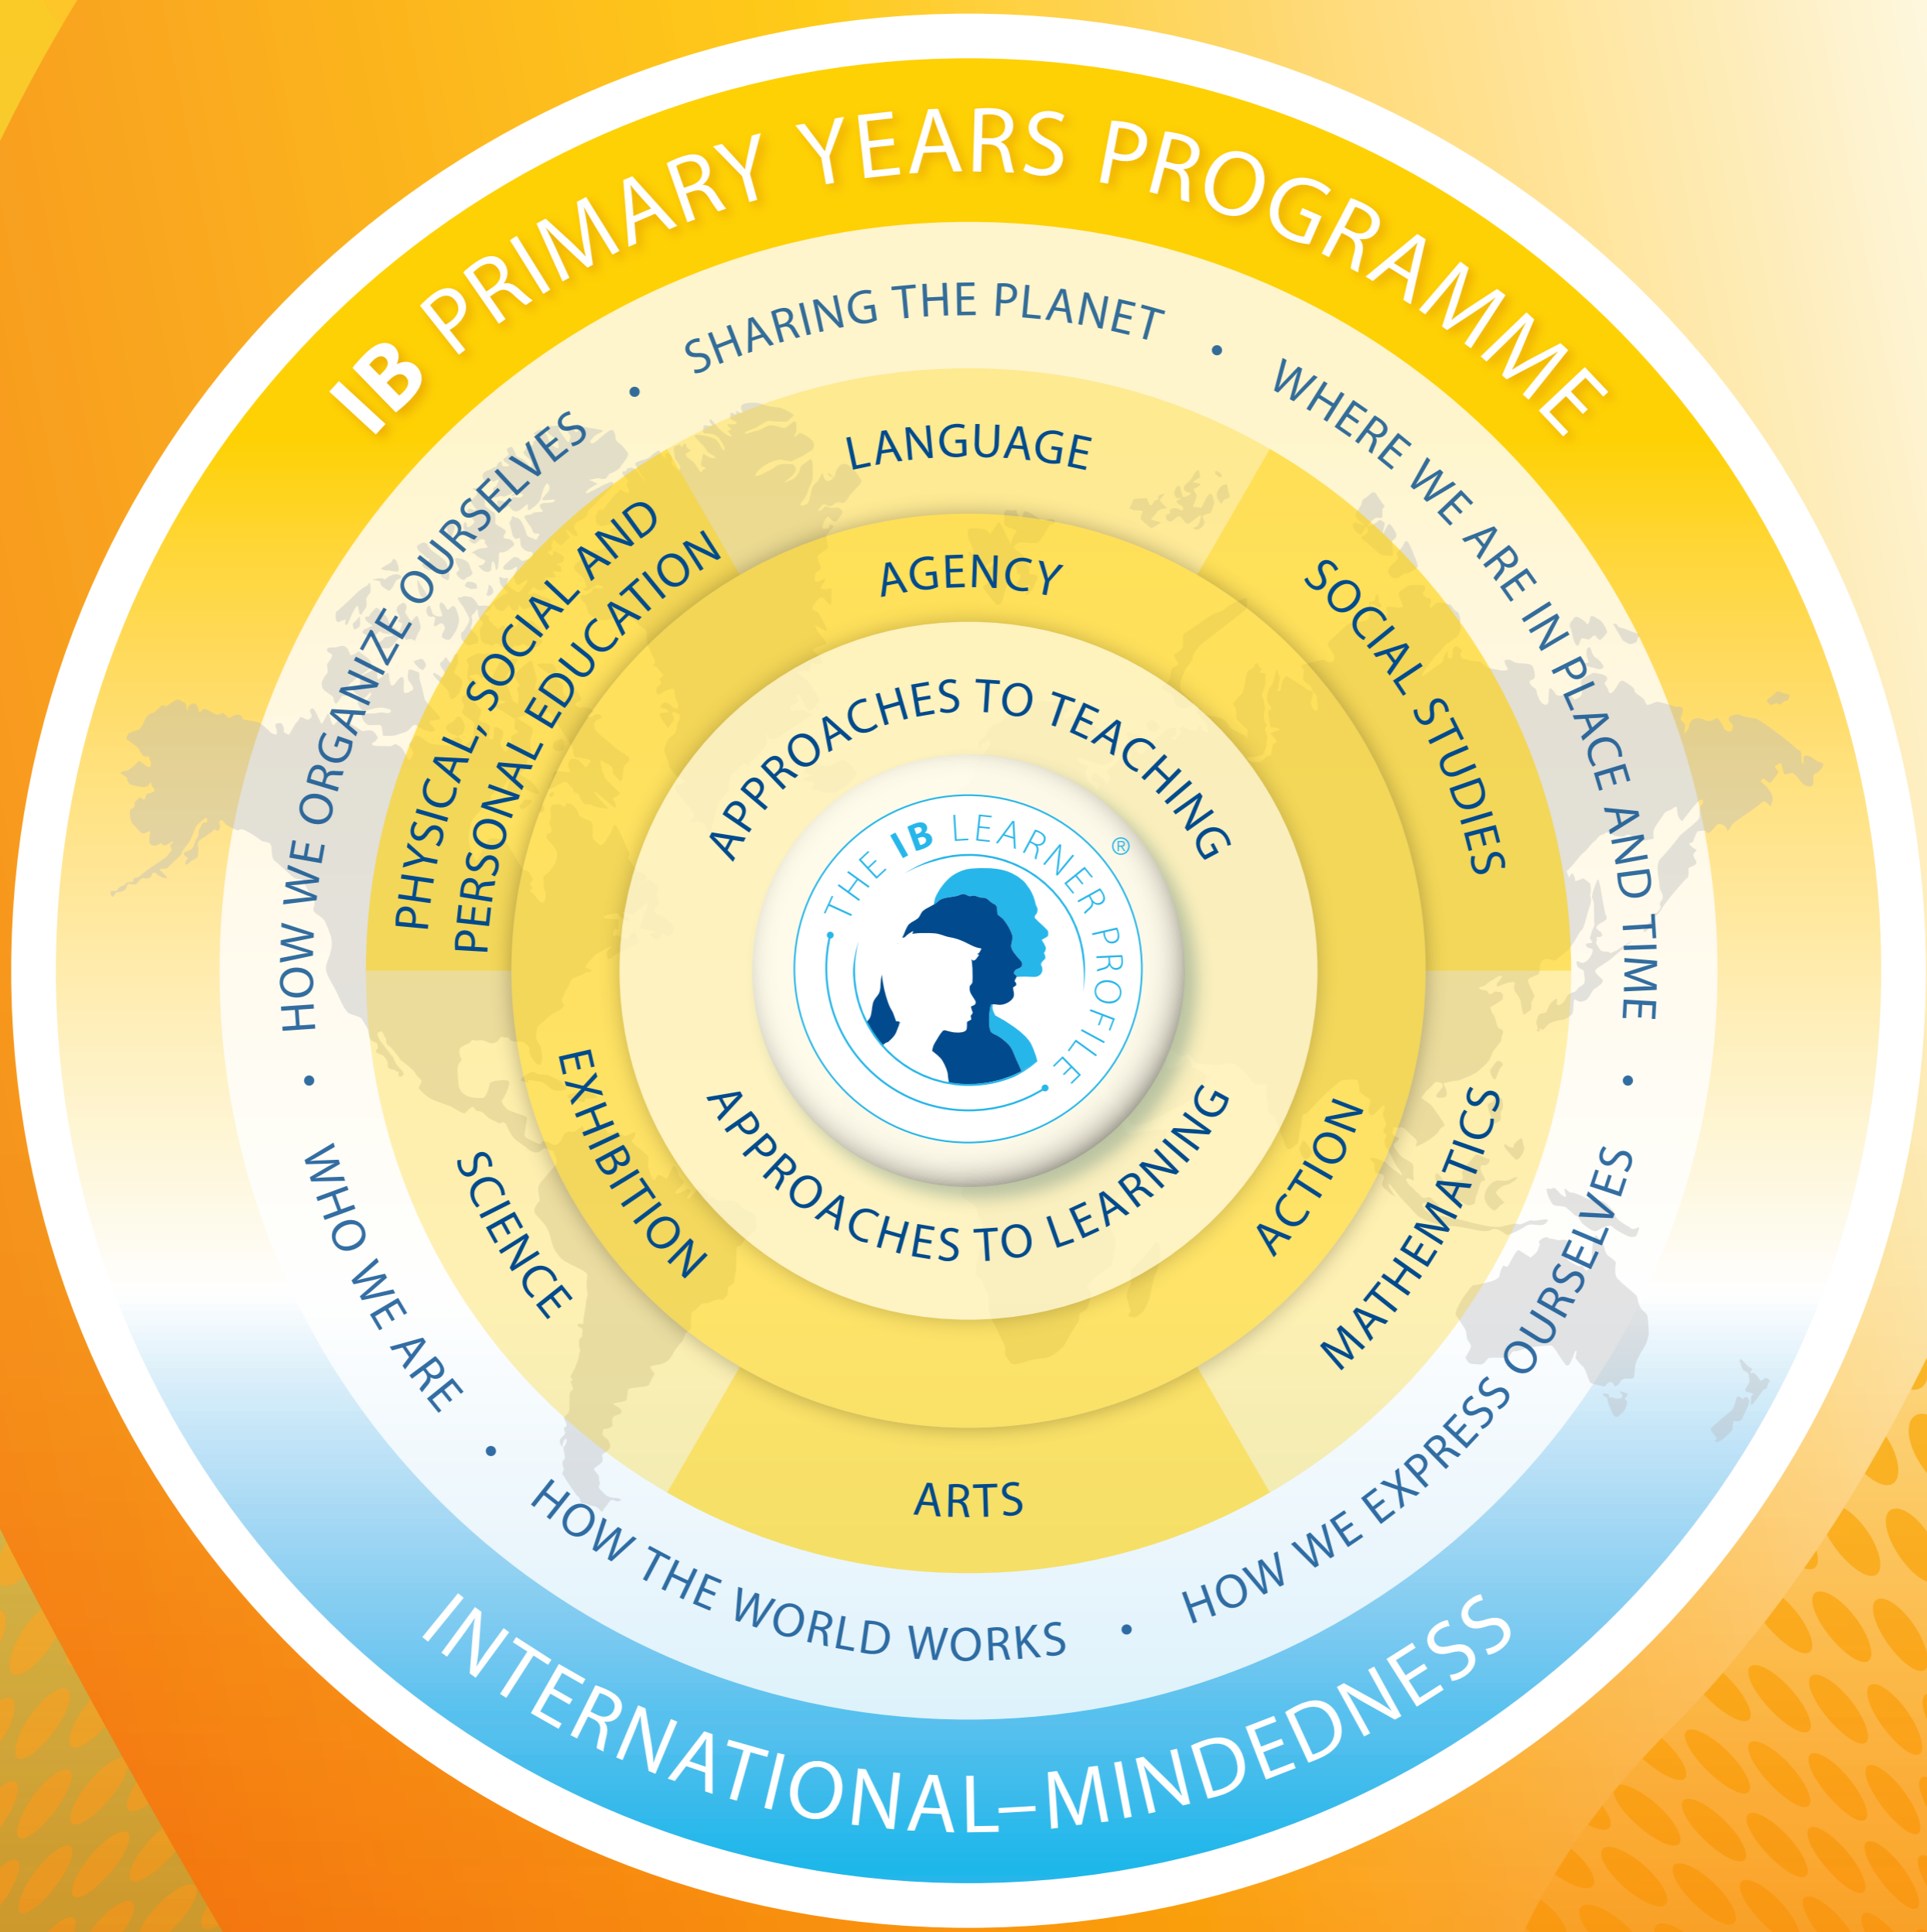 IB PRIMARY YEARS PROGRAMME
SHARING THE PLANET
•
WHERE WE ARE IN PLACE AND TIME
•
HOW WE EXPRESS OURSELVES
•
HOW THE WORLD WORKS
•
WHO WE ARE
•
HOW WE ORGANIZE OURSELVES
•
LANGUAGE
SOCIAL STUDIES
MATHEMATICS
ARTS
SCIENCE
PHYSICAL, SOCIAL AND
PERSONAL EDUCATION
AGENCY
ACTION
EXHIBITION
APPROACHES TO TEACHING
THE IB LEARNER PROFILE ®
APPROACHES TO LEARNING
INTERNATIONAL–MINDEDNESS